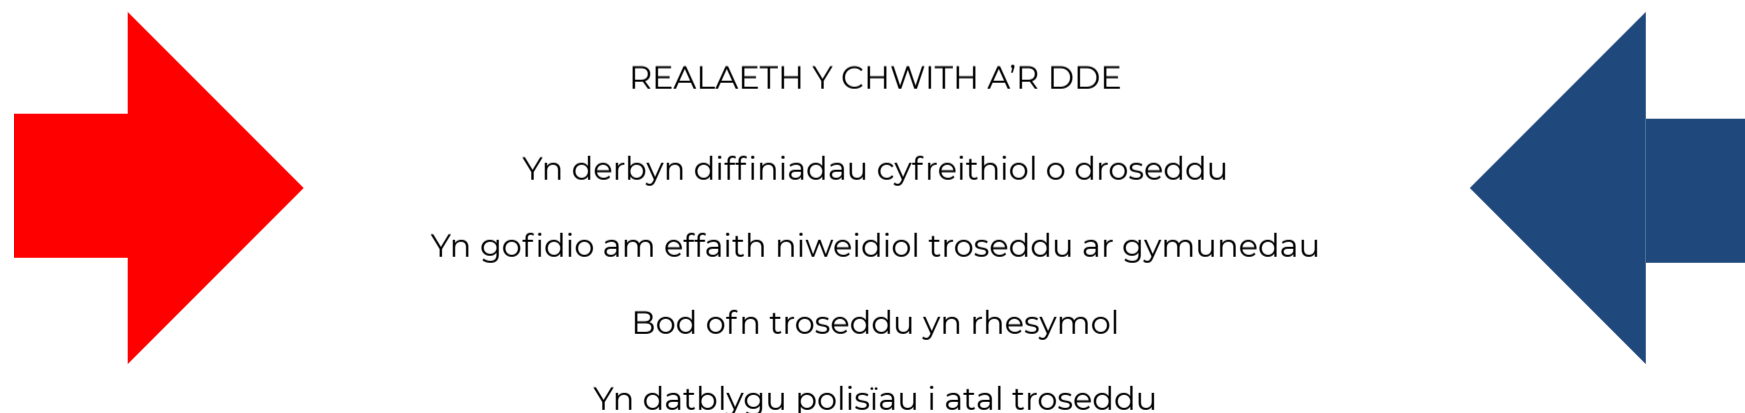 REALAETH Y CHWITH A’R DDE
Yn derbyn diffiniadau cyfreithiol o droseddu
Yn gofidio am effaith niweidiol troseddu ar gymunedau
Bod ofn troseddu yn rhesymol
Yn datblygu polisïau i atal troseddu